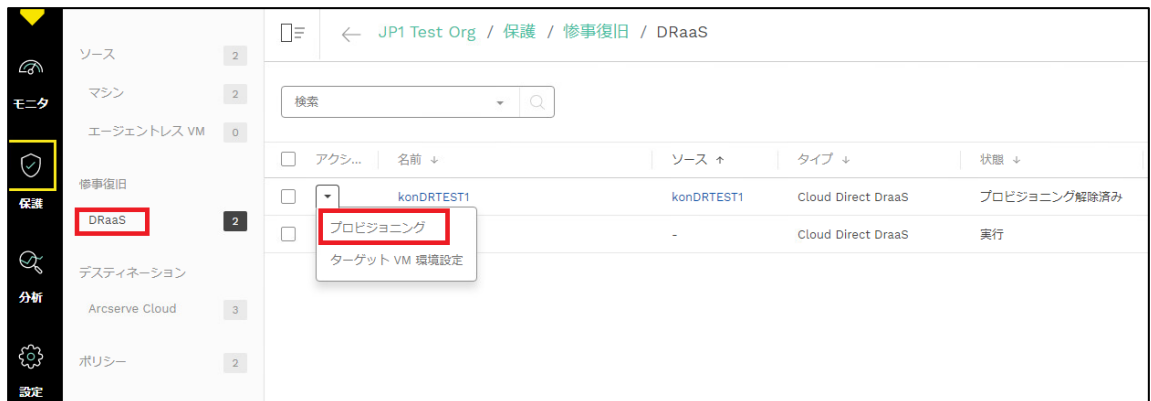 JP1 Test Org / 保護 / 惨事復旧 / DRaaS
モニタ
保護
分析
設定
ソース 2
マシン 2
エージェントレス VM 0
惨事復旧
DRaaS 2
デスティネーション
Arcserve Cloud 3
ポリシー 2
検索
アクシ... 名前 ソース タイプ 状態
konDRTEST1 konDRTEST1 Cloud Direct DraaS プロビジョニング解除済み
- Cloud Direct DraaS 実行
プロビジョニング
ターゲット VM 環境設定